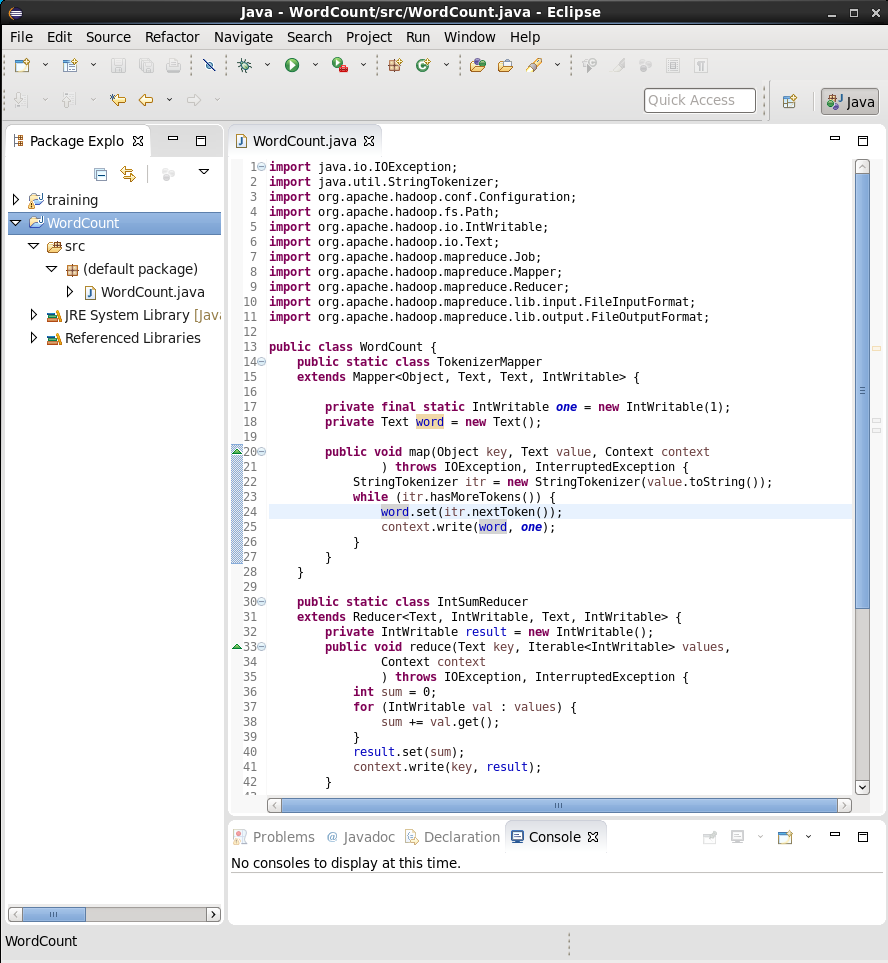 Java - WordCount/src/WordCount.java - Eclipse
File Edit Source Refactor Navigate Search Project Run Window Help
Quick Access
Java
Package Explo
training
WordCount
src
(default package)
WordCount.java
JRE System Library [Java
Referenced Libraries
WordCount.java
1 import java.io.IOException;
2 import java.util.StringTokenizer;
3 import org.apache.hadoop.conf.Configuration;
4 import org.apache.hadoop.fs.Path;
5 import org.apache.hadoop.io.IntWritable;
6 import org.apache.hadoop.io.Text;
7 import org.apache.hadoop.mapreduce.Job;
8 import org.apache.hadoop.mapreduce.Mapper;
9 import org.apache.hadoop.mapreduce.Reducer;
10 import org.apache.hadoop.mapreduce.lib.input.FileInputFormat;
11 import org.apache.hadoop.mapreduce.lib.output.FileOutputFormat;
12
13 public class WordCount {
14     public static class TokenizerMapper
15     extends Mapper<Object, Text, Text, IntWritable> {
16
17         private final static IntWritable one = new IntWritable(1);
18         private Text word = new Text();
19
20         public void map(Object key, Text value, Context context
21                 ) throws IOException, InterruptedException {
22             StringTokenizer itr = new StringTokenizer(value.toString());
23             while (itr.hasMoreTokens()) {
24                 word.set(itr.nextToken());
25                 context.write(word, one);
26             }
27         }
28     }
29
30     public static class IntSumReducer
31     extends Reducer<Text, IntWritable, Text, IntWritable> {
32         private IntWritable result = new IntWritable();
33         public void reduce(Text key, Iterable<IntWritable> values,
34                 Context context
35                 ) throws IOException, InterruptedException {
36             int sum = 0;
37             for (IntWritable val : values) {
38                 sum += val.get();
39             }
40             result.set(sum);
41             context.write(key, result);
42         }
Problems Javadoc Declaration Console
No consoles to display at this time.
WordCount